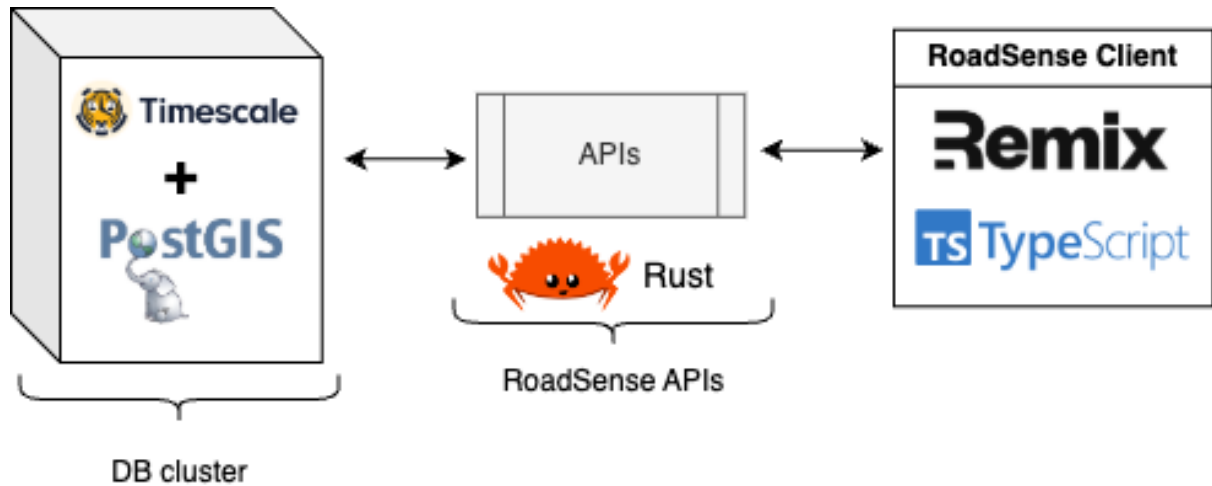 Timescale
+
PostGIS
DB cluster
APIs
Rust
RoadSense APIs
RoadSense Client
Remix
TS TypeScript